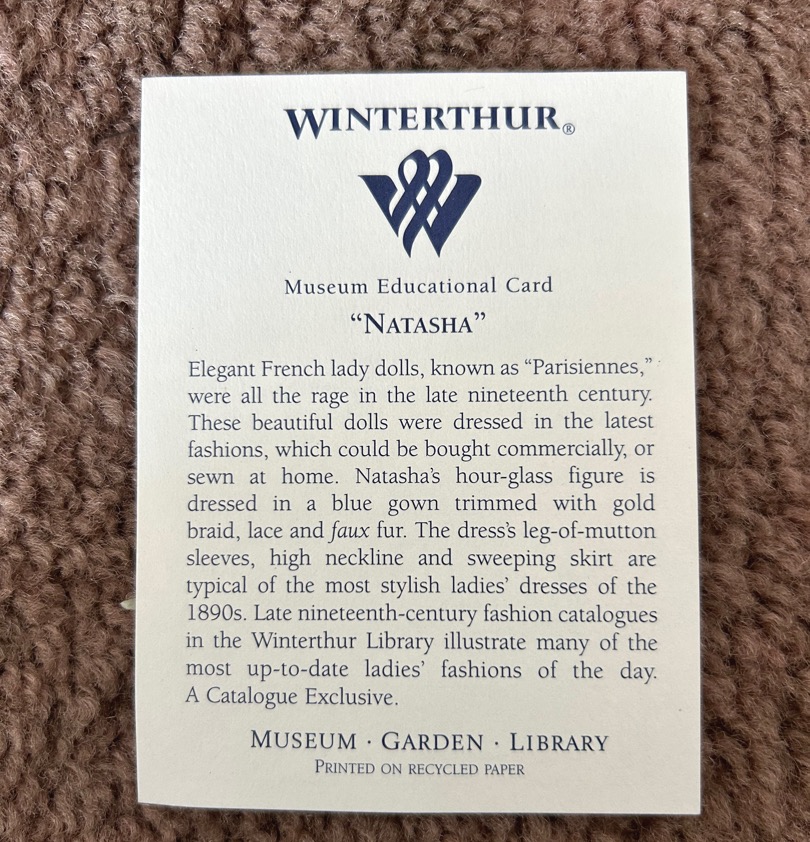 WINTERTHUR®
Museum Educational Card
“NATASHA”
Elegant French lady dolls, known as “Parisiennes,”
were all the rage in the late nineteenth century.
These beautiful dolls were dressed in the latest
fashions, which could be bought commercially, or
sewn at home. Natasha’s hour-glass figure is
dressed in a blue gown trimmed with gold
braid, lace and faux fur. The dress’s leg-of-mutton
sleeves, high neckline and sweeping skirt are
typical of the most stylish ladies’ dresses of the
1890s. Late nineteenth-century fashion catalogues
in the Winterthur Library illustrate many of the
most up-to-date ladies’ fashions of the day.
A Catalogue Exclusive.
MUSEUM · GARDEN · LIBRARY
PRINTED ON RECYCLED PAPER